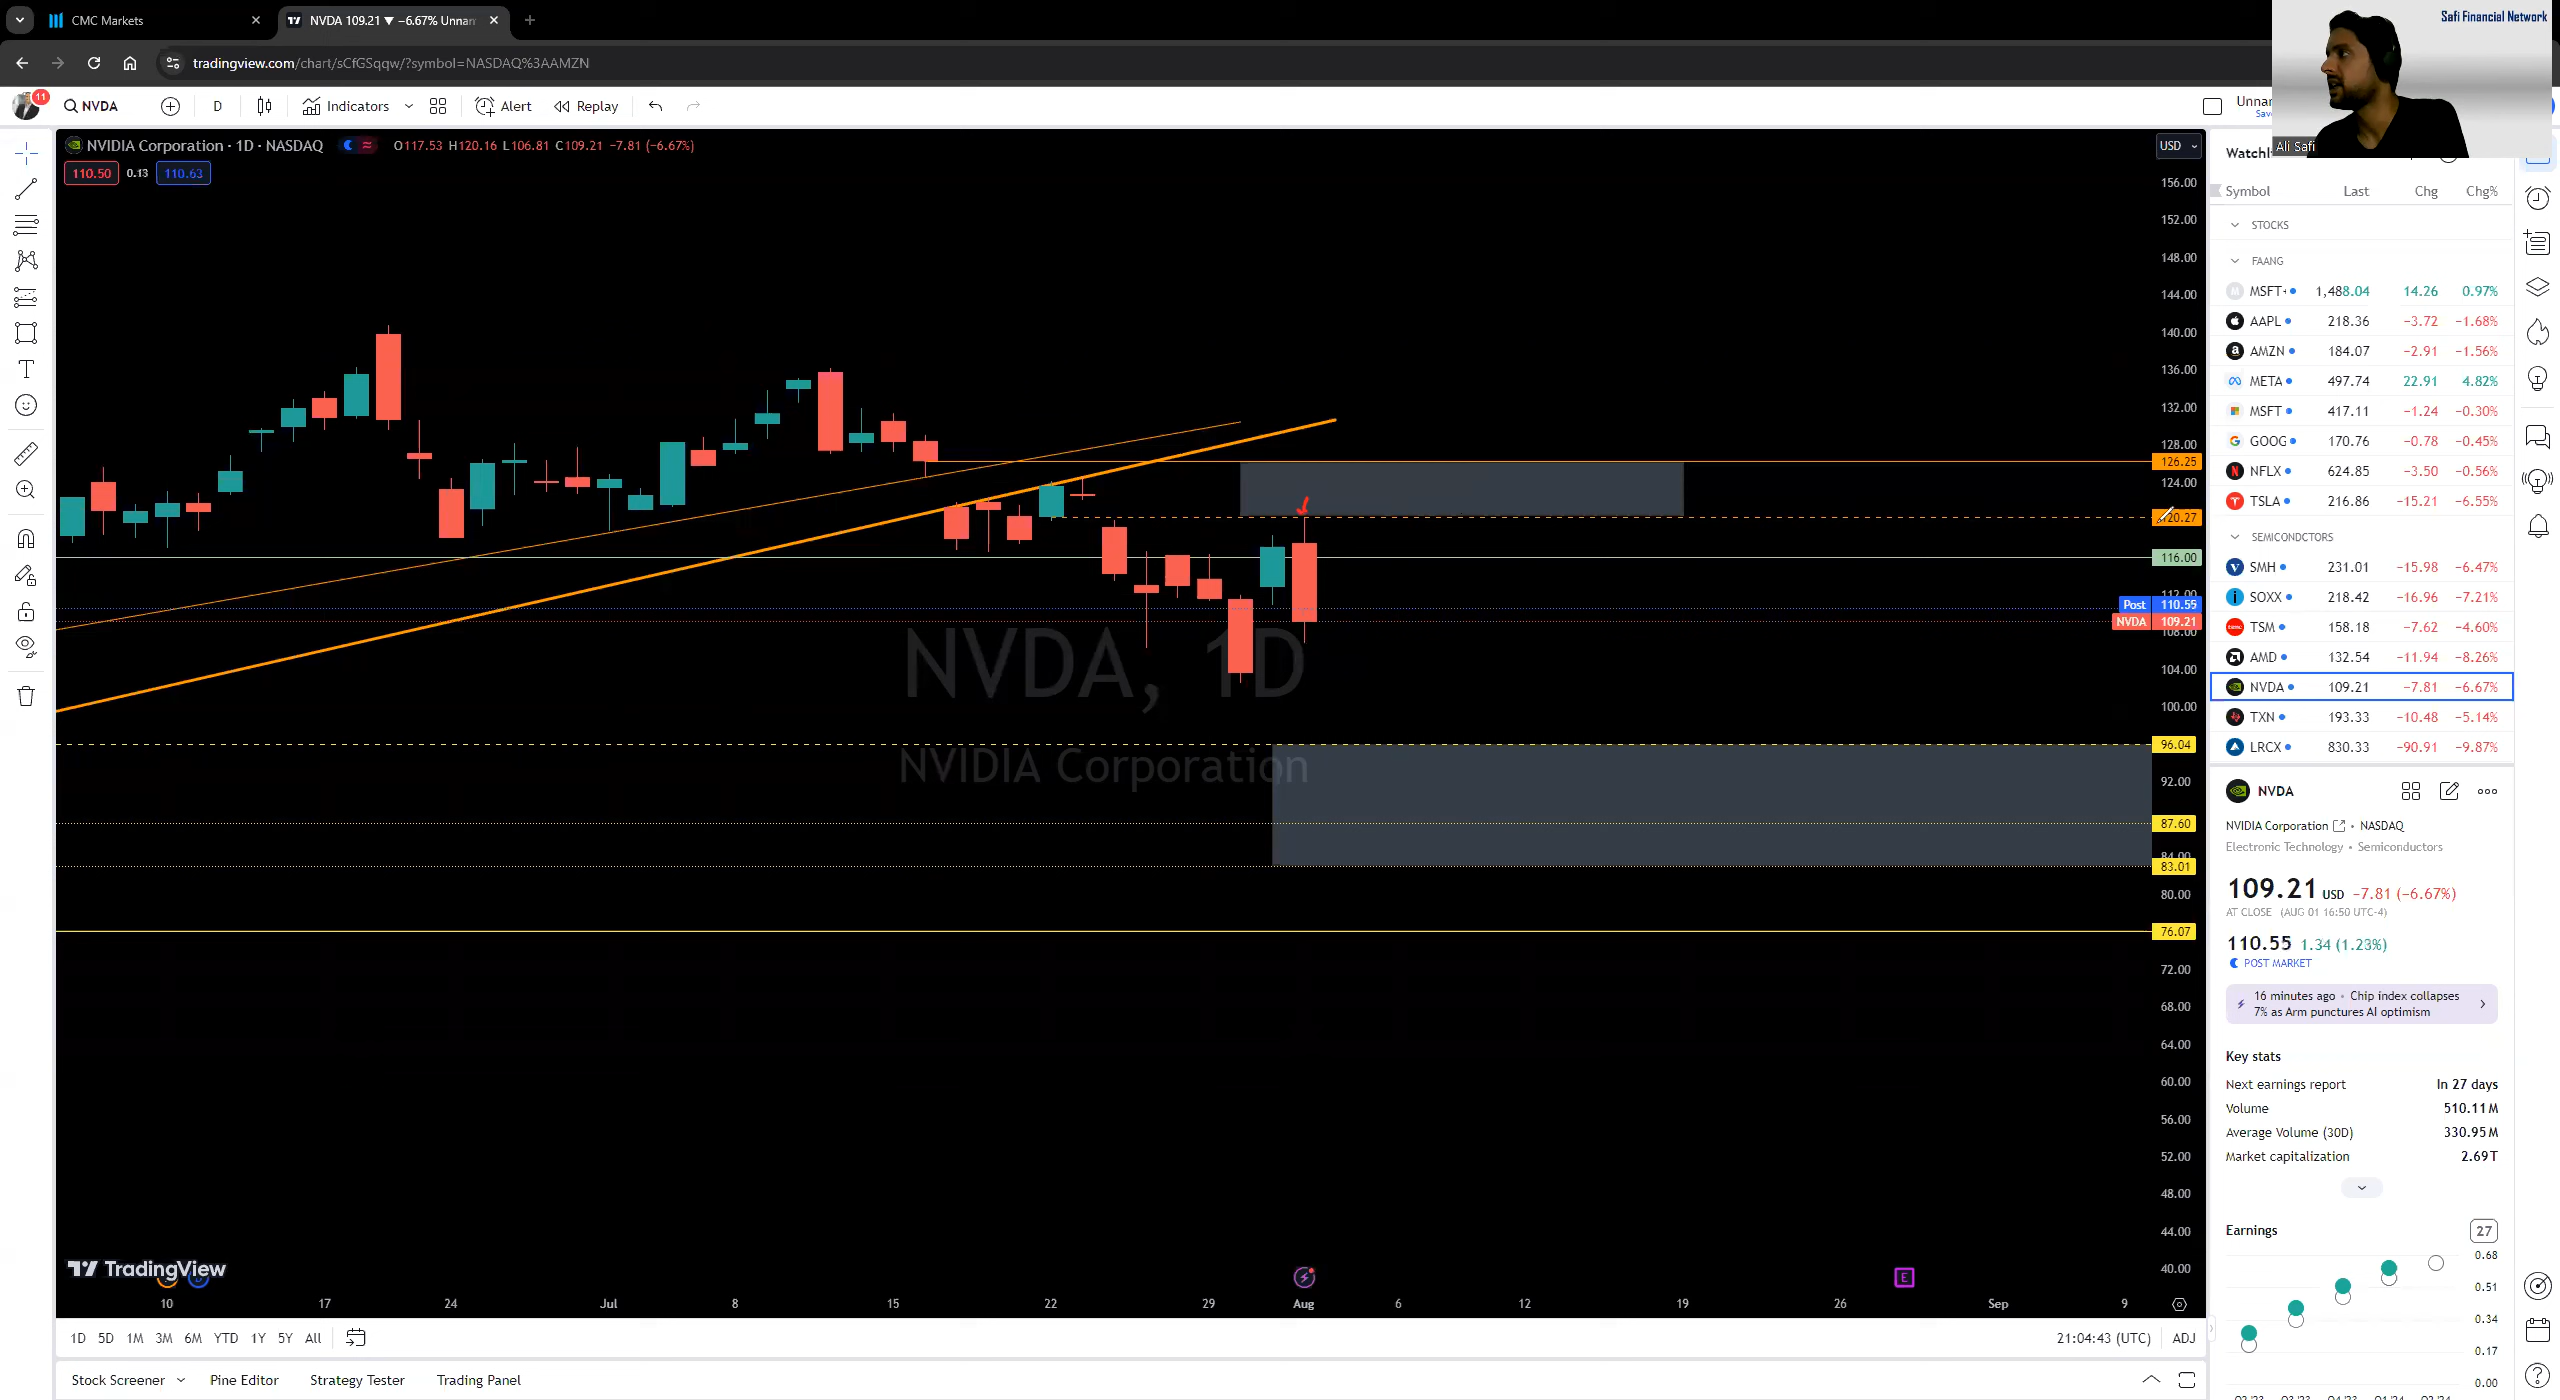 CMC Markets
NVDA 109.21 ▼ −6.67% Unnam
Safi Financial Network
tradingview.com/chart/sCfGSqqw/?symbol=NASDAQ%3AAMZN
11
NVDA
D
Indicators
Alert
Replay
Unnar
Save
Ali Safi
NVIDIA Corporation · 1D · NASDAQ
O117.53 H120.16 L106.81 C109.21 −7.81 (−6.67%)
110.50
0.13
110.63
USD
156.00
152.00
148.00
144.00
140.00
136.00
132.00
128.00
126.25
124.00
120.27
116.00
112.00
Post 110.55
NVDA 109.21
108.00
104.00
100.00
96.04
92.00
87.60
84.00
83.01
80.00
76.07
72.00
68.00
64.00
60.00
56.00
52.00
48.00
44.00
40.00
NVDA, 1D
NVIDIA Corporation
TradingView
E
10 17 24 Jul 8 15 22 29 Aug 6 12 19 26 Sep 9
1D 5D 1M 3M 6M YTD 1Y 5Y All
21:04:43 (UTC)
ADJ
Stock Screener
Pine Editor
Strategy Tester
Trading Panel
Watchl
Symbol Last Chg Chg%
STOCKS
FAANG
MSFT+ 1,488.04 14.26 0.97%
AAPL 218.36 −3.72 −1.68%
AMZN 184.07 −2.91 −1.56%
META 497.74 22.91 4.82%
MSFT 417.11 −1.24 −0.30%
GOOG 170.76 −0.78 −0.45%
NFLX 624.85 −3.50 −0.56%
TSLA 216.86 −15.21 −6.55%
SEMICONDCTORS
SMH 231.01 −15.98 −6.47%
SOXX 218.42 −16.96 −7.21%
TSM 158.18 −7.62 −4.60%
AMD 132.54 −11.94 −8.26%
NVDA 109.21 −7.81 −6.67%
TXN 193.33 −10.48 −5.14%
LRCX 830.33 −90.91 −9.87%
NVDA
NVIDIA Corporation • NASDAQ
Electronic Technology • Semiconductors
109.21 USD −7.81 (−6.67%)
AT CLOSE (AUG 01 16:50 UTC-4)
110.55 1.34 (1.23%)
POST MARKET
16 minutes ago • Chip index collapses
7% as Arm punctures AI optimism
Key stats
Next earnings report In 27 days
Volume 510.11M
Average Volume (30D) 330.95M
Market capitalization 2.69T
Earnings
27
0.68
0.51
0.34
0.17
0.00